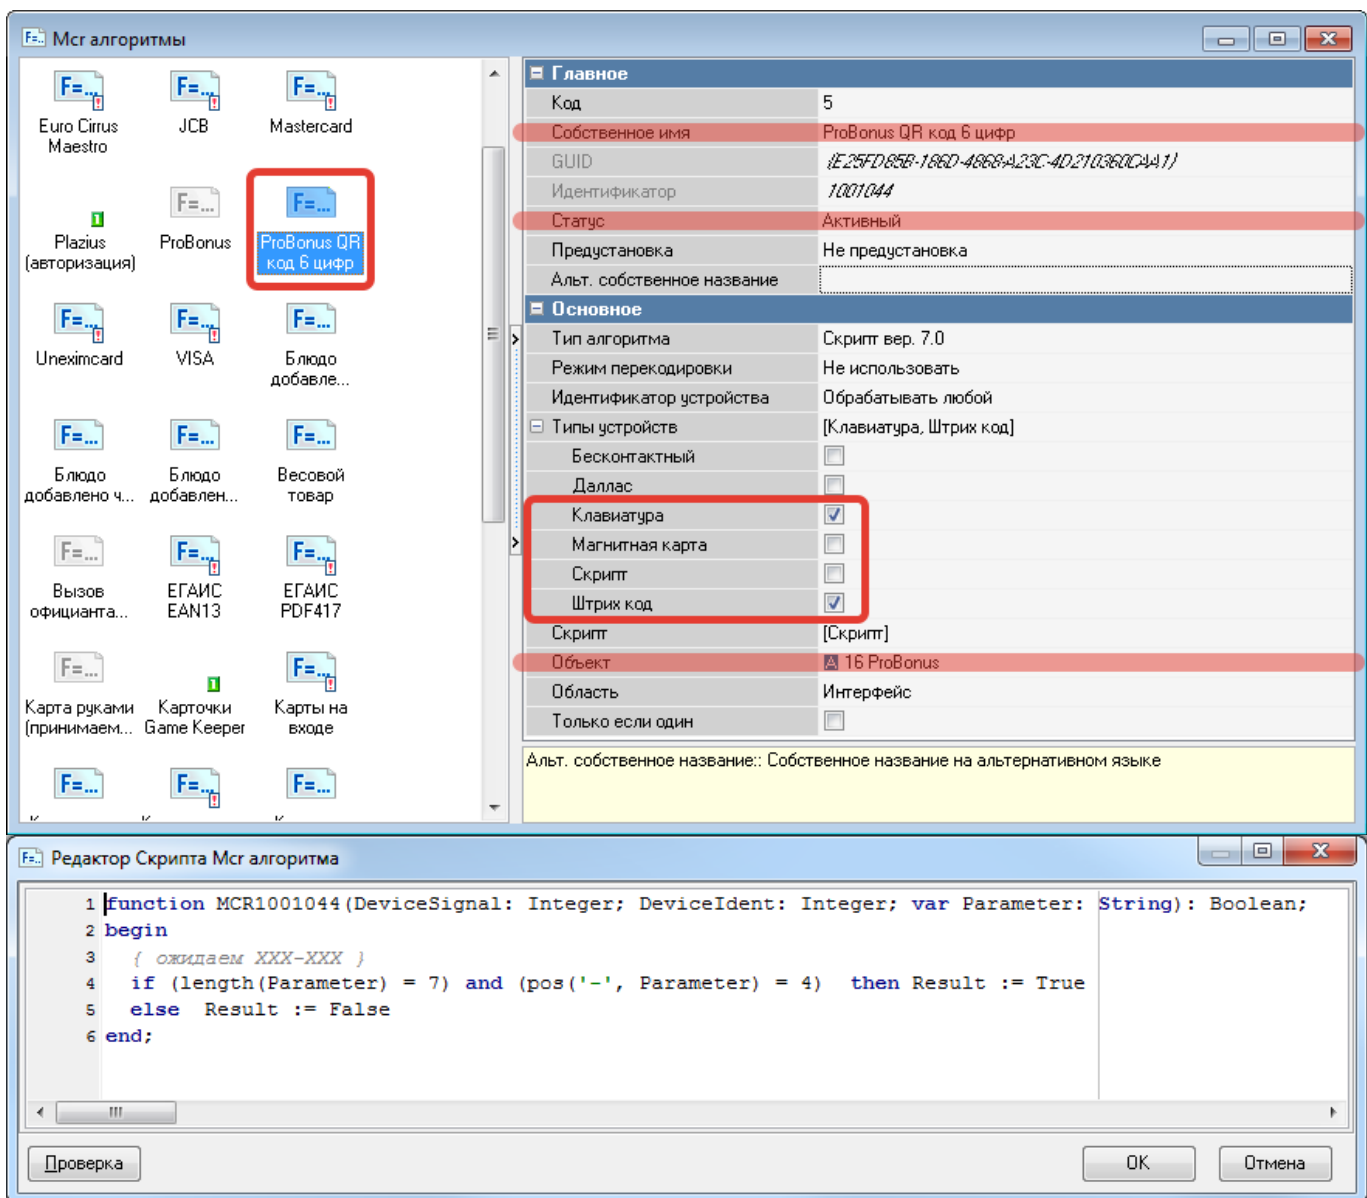 Mcr алгоритмы
Euro Cirrus Maestro
JCB
Mastercard
Plazius (авторизация)
ProBonus
ProBonus QR код 6 цифр
Uneximcard
VISA
Блюдо добавле...
Блюдо добавлено ч...
Блюдо добавлен...
Весовой товар
Вызов официанта...
ЕГАИС EAN13
ЕГАИС PDF417
Карта руками (принимаем...
Карточки Game Keeper
Карты на входе
Главное
Код 5
Собственное имя ProBonus QR код 6 цифр
GUID {E25FD85B-186D-4868-A23C-4D210360CAA1}
Идентификатор 1001044
Статус Активный
Предустановка Не предустановка
Альт. собственное название
Основное
Тип алгоритма Скрипт вер. 7.0
Режим перекодировки Не использовать
Идентификатор устройства Обрабатывать любой
Типы устройств [Клавиатура, Штрих код]
Бесконтактный
Даллас
Клавиатура
Магнитная карта
Скрипт
Штрих код
Скрипт [Скрипт]
Объект A 16 ProBonus
Область Интерфейс
Только если один
Альт. собственное название:: Собственное название на альтернативном языке
Редактор Скрипта Mcr алгоритма
1 function MCR1001044(DeviceSignal: Integer; DeviceIdent: Integer; var Parameter: String): Boolean;
2 begin
3 { ожидаем XXX-XXX }
4 if (length(Parameter) = 7) and (pos('-', Parameter) = 4) then Result := True
5 else Result := False
6 end;
Проверка
OK
Отмена